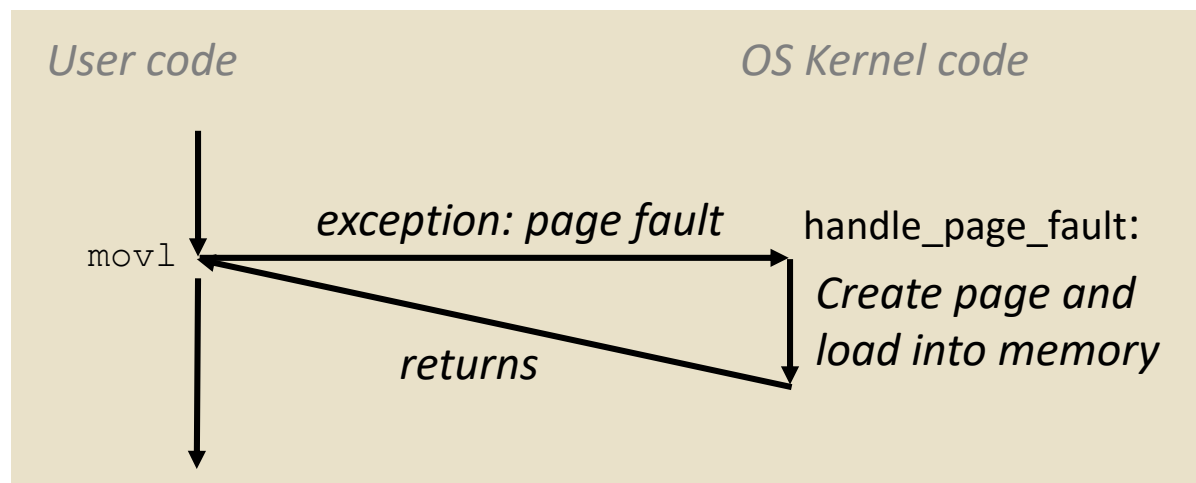 User code
OS Kernel code
exception: page fault
handle_page_fault:
movl
Create page and
load into memory
returns